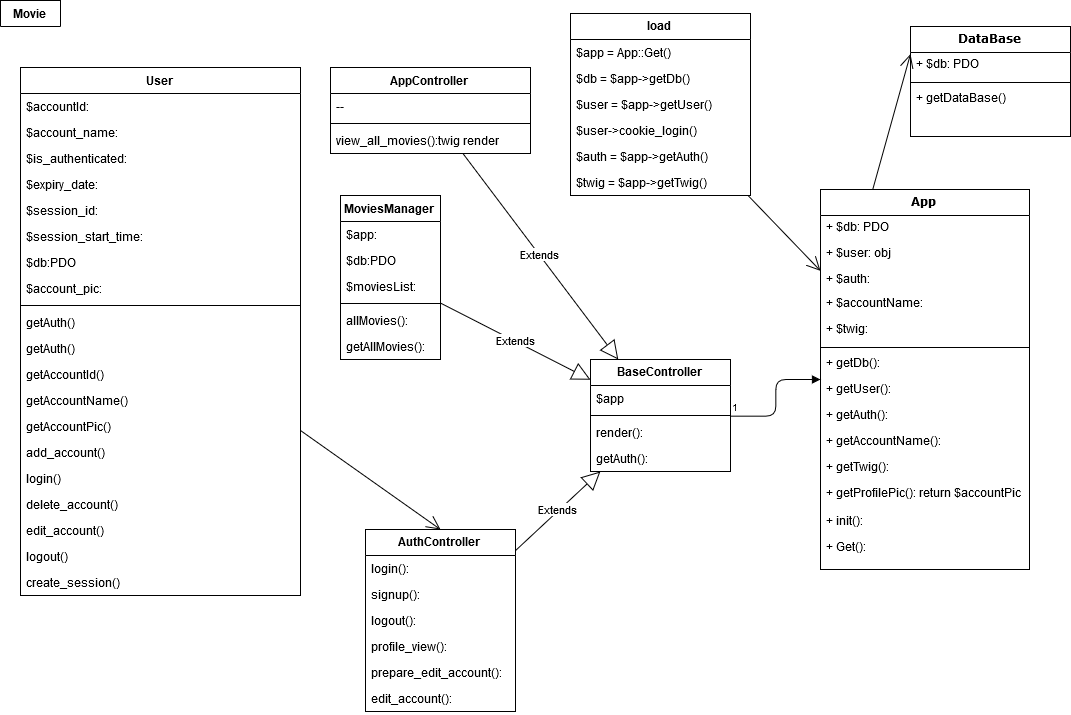 Movie
User
$accountId:
$account_name:
$is_authenticated:
$expiry_date:
$session_id:
$session_start_time:
$db:PDO
$account_pic:
getAuth()
getAuth()
getAccountId()
getAccountName()
getAccountPic()
add_account()
login()
delete_account()
edit_account()
logout()
create_session()
AppController
--
view_all_movies():twig render
MoviesManager
$app:
$db:PDO
$moviesList:
allMovies():
getAllMovies():
load
$app = App::Get()
$db = $app->getDb()
$user = $app->getUser()
$user->cookie_login()
$auth = $app->getAuth()
$twig = $app->getTwig()
DataBase
+ $db: PDO
+ getDataBase()
App
+ $db: PDO
+ $user: obj
+ $auth:
+ $accountName:
+ $twig:
+ getDb():
+ getUser():
+ getAuth():
+ getAccountName():
+ getTwig():
+ getProfilePic(): return $accountPic
+ init():
+ Get():
Extends
Extends
BaseController
$app
render():
getAuth():
1
Extends
AuthController
login():
signup():
logout():
profile_view():
prepare_edit_account():
edit_account():